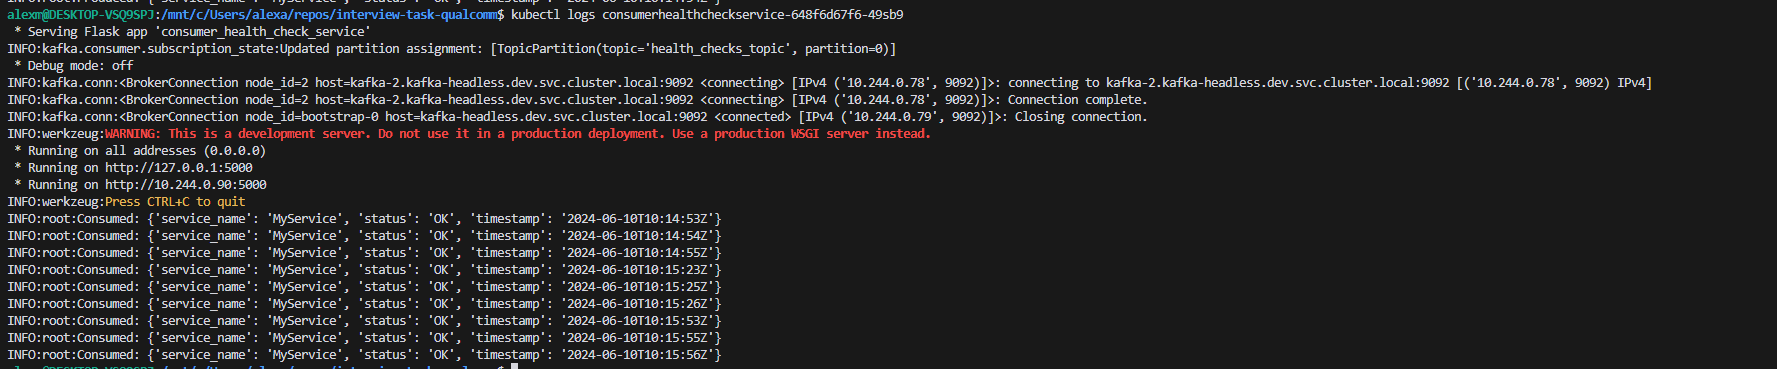 alexm@DESKTOP-VSQ9SPJ:/mnt/c/Users/alexa/repos/interview-task-qualcomm$ kubectl logs consumerhealthcheckservice-648f6d67f6-49sb9
 * Serving Flask app 'consumer_health_check_service'
INFO:kafka.consumer.subscription_state:Updated partition assignment: [TopicPartition(topic='health_checks_topic', partition=0)]
 * Debug mode: off
INFO:kafka.conn:<BrokerConnection node_id=2 host=kafka-2.kafka-headless.dev.svc.cluster.local:9092 <connecting> [IPv4 ('10.244.0.78', 9092)]>: connecting to kafka-2.kafka-headless.dev.svc.cluster.local:9092 [('10.244.0.78', 9092) IPv4]
INFO:kafka.conn:<BrokerConnection node_id=2 host=kafka-2.kafka-headless.dev.svc.cluster.local:9092 <connecting> [IPv4 ('10.244.0.78', 9092)]>: Connection complete.
INFO:kafka.conn:<BrokerConnection node_id=bootstrap-0 host=kafka-headless.dev.svc.cluster.local:9092 <connected> [IPv4 ('10.244.0.79', 9092)]>: Closing connection.
INFO:werkzeug:WARNING: This is a development server. Do not use it in a production deployment. Use a production WSGI server instead.
 * Running on all addresses (0.0.0.0)
 * Running on http://127.0.0.1:5000
 * Running on http://10.244.0.90:5000
INFO:werkzeug:Press CTRL+C to quit
INFO:root:Consumed: {'service_name': 'MyService', 'status': 'OK', 'timestamp': '2024-06-10T10:14:53Z'}
INFO:root:Consumed: {'service_name': 'MyService', 'status': 'OK', 'timestamp': '2024-06-10T10:14:54Z'}
INFO:root:Consumed: {'service_name': 'MyService', 'status': 'OK', 'timestamp': '2024-06-10T10:14:55Z'}
INFO:root:Consumed: {'service_name': 'MyService', 'status': 'OK', 'timestamp': '2024-06-10T10:15:23Z'}
INFO:root:Consumed: {'service_name': 'MyService', 'status': 'OK', 'timestamp': '2024-06-10T10:15:25Z'}
INFO:root:Consumed: {'service_name': 'MyService', 'status': 'OK', 'timestamp': '2024-06-10T10:15:26Z'}
INFO:root:Consumed: {'service_name': 'MyService', 'status': 'OK', 'timestamp': '2024-06-10T10:15:53Z'}
INFO:root:Consumed: {'service_name': 'MyService', 'status': 'OK', 'timestamp': '2024-06-10T10:15:55Z'}
INFO:root:Consumed: {'service_name': 'MyService', 'status': 'OK', 'timestamp': '2024-06-10T10:15:56Z'}